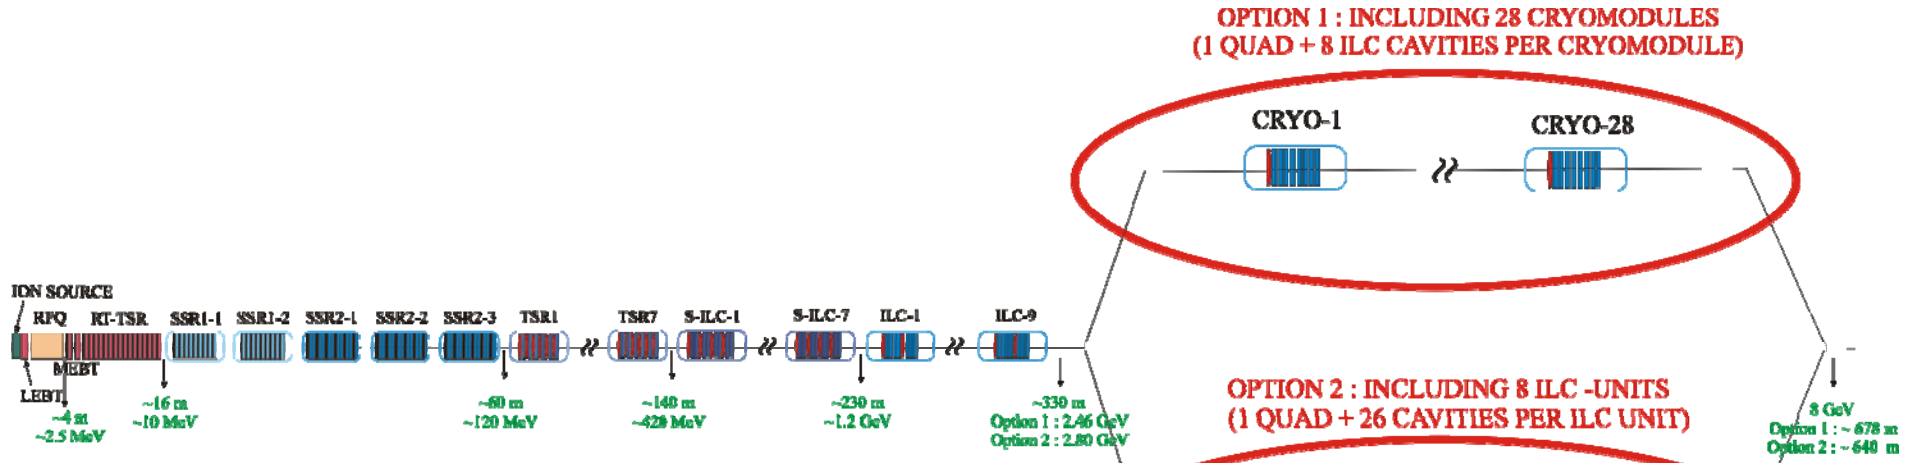 OPTION 1 : INCLUDING 28 CRYOMODULES
(1 QUAD + 8 ILC CAVITIES PER CRYOMODULE)
CRYO-1
CRYO-28
ION SOURCE
RFQ
RT-TSR
SSR1-1
SSR1-2
SSR2-1
SSR2-2
SSR2-3
TSR1
TSR7
S-ILC-1
S-ILC-7
ILC-1
ILC-9
MEBT
LEBT
~4 m
~2.5 MeV
~16 m
~10 MeV
~60 m
~120 MeV
~140 m
~420 MeV
~230 m
~1.2 GeV
~330 m
Option 1 : 2.46 GeV
Option 2 : 2.80 GeV
OPTION 2 : INCLUDING 8 ILC -UNITS
(1 QUAD + 26 CAVITIES PER ILC UNIT)
8 GeV
Option 1 : ~ 678 m
Option 2 : ~ 640 m